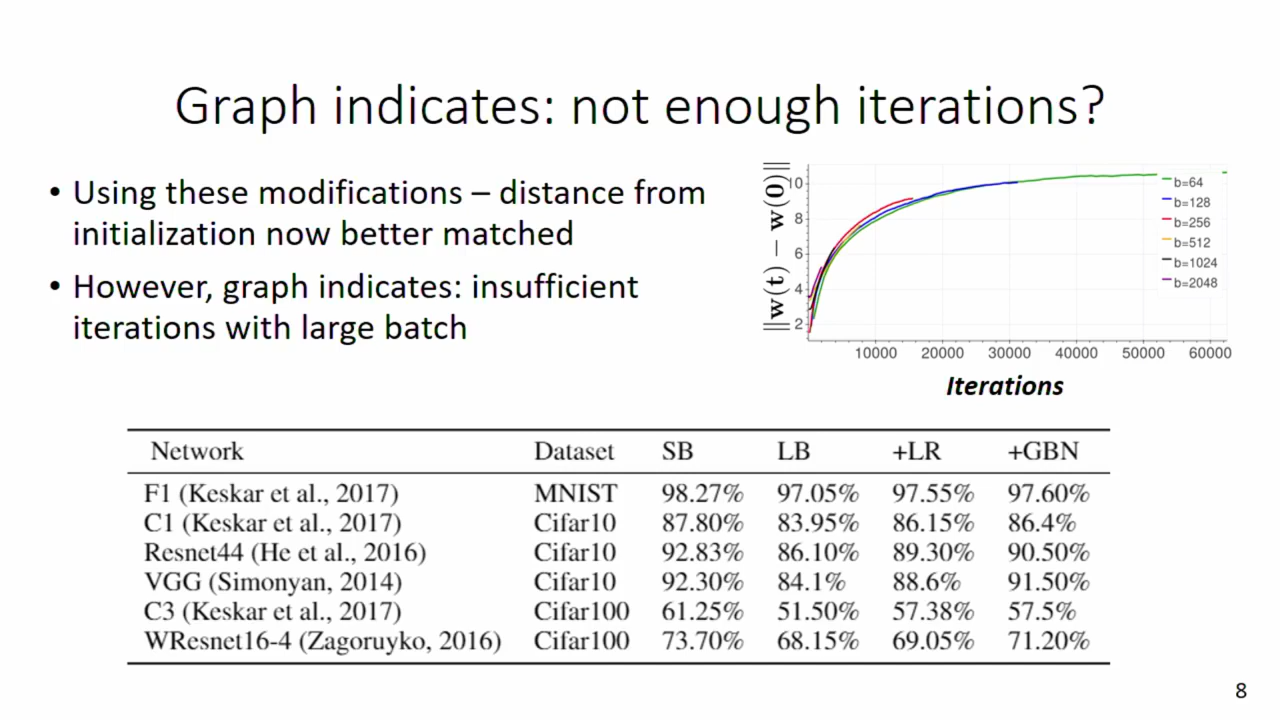 Graph indicates: not enough iterations?
• Using these modifications – distance from
initialization now better matched
• However, graph indicates: insufficient
iterations with large batch
‖w(t) − w(0)‖
10
8
6
4
2
10000 20000 30000 40000 50000 60000
Iterations
b=64
b=128
b=256
b=512
b=1024
b=2048
Network Dataset SB LB +LR +GBN
F1 (Keskar et al., 2017) MNIST 98.27% 97.05% 97.55% 97.60%
C1 (Keskar et al., 2017) Cifar10 87.80% 83.95% 86.15% 86.4%
Resnet44 (He et al., 2016) Cifar10 92.83% 86.10% 89.30% 90.50%
VGG (Simonyan, 2014) Cifar10 92.30% 84.1% 88.6% 91.50%
C3 (Keskar et al., 2017) Cifar100 61.25% 51.50% 57.38% 57.5%
WResnet16-4 (Zagoruyko, 2016) Cifar100 73.70% 68.15% 69.05% 71.20%
8